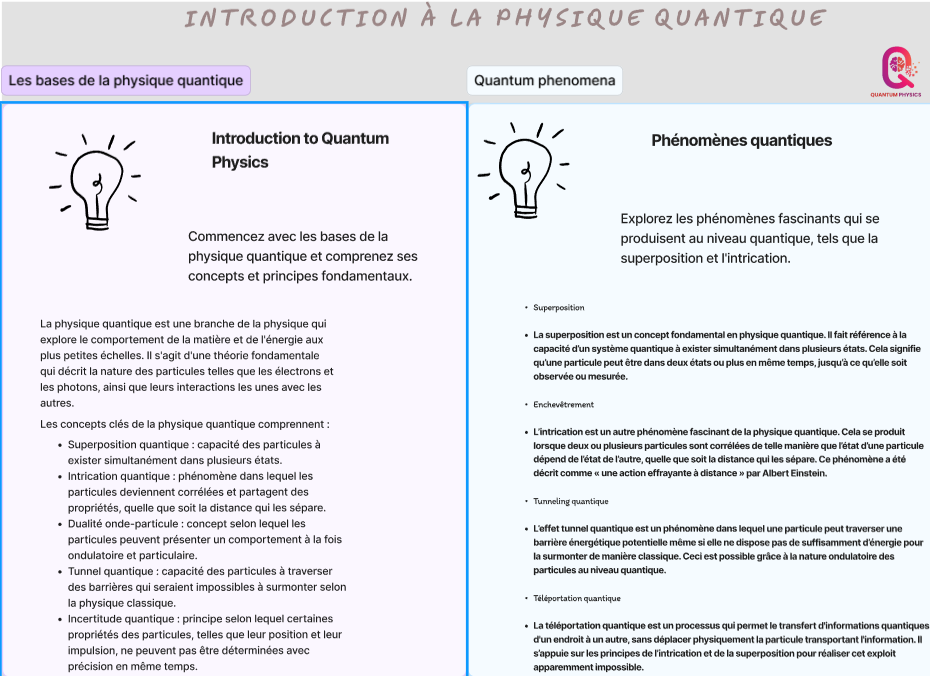 INTRODUCTION À LA PHYSIQUE QUANTIQUE
QUANTUM PHYSICS
Les bases de la physique quantique
Introduction to Quantum
Physics
Commencez avec les bases de la
physique quantique et comprenez ses
concepts et principes fondamentaux.
La physique quantique est une branche de la physique qui
explore le comportement de la matière et de l'énergie aux
plus petites échelles. Il s'agit d'une théorie fondamentale
qui décrit la nature des particules telles que les électrons et
les photons, ainsi que leurs interactions les unes avec les
autres.
Les concepts clés de la physique quantique comprennent :
• Superposition quantique : capacité des particules à
exister simultanément dans plusieurs états.
• Intrication quantique : phénomène dans lequel les
particules deviennent corrélées et partagent des
propriétés, quelle que soit la distance qui les sépare.
• Dualité onde-particule : concept selon lequel les
particules peuvent présenter un comportement à la fois
ondulatoire et particulaire.
• Tunnel quantique : capacité des particules à traverser
des barrières qui seraient impossibles à surmonter selon
la physique classique.
• Incertitude quantique : principe selon lequel certaines
propriétés des particules, telles que leur position et leur
impulsion, ne peuvent pas être déterminées avec
précision en même temps.
Quantum phenomena
Phénomènes quantiques
Explorez les phénomènes fascinants qui se
produisent au niveau quantique, tels que la
superposition et l'intrication.
• Superposition
• La superposition est un concept fondamental en physique quantique. Il fait référence à la
capacité d'un système quantique à exister simultanément dans plusieurs états. Cela signifie
qu'une particule peut être dans deux états ou plus en même temps, jusqu'à ce qu'elle soit
observée ou mesurée.
• Enchevêtrement
• L'intrication est un autre phénomène fascinant de la physique quantique. Cela se produit
lorsque deux ou plusieurs particules sont corrélées de telle manière que l'état d'une particule
dépend de l'état de l'autre, quelle que soit la distance qui les sépare. Ce phénomène a été
décrit comme « une action effrayante à distance » par Albert Einstein.
• Tunneling quantique
• L'effet tunnel quantique est un phénomène dans lequel une particule peut traverser une
barrière énergétique potentielle même si elle ne dispose pas de suffisamment d'énergie pour
la surmonter de manière classique. Ceci est possible grâce à la nature ondulatoire des
particules au niveau quantique.
• Téléportation quantique
• La téléportation quantique est un processus qui permet le transfert d'informations quantiques
d'un endroit à un autre, sans déplacer physiquement la particule transportant l'information. Il
s'appuie sur les principes de l'intrication et de la superposition pour réaliser cet exploit
apparemment impossible.